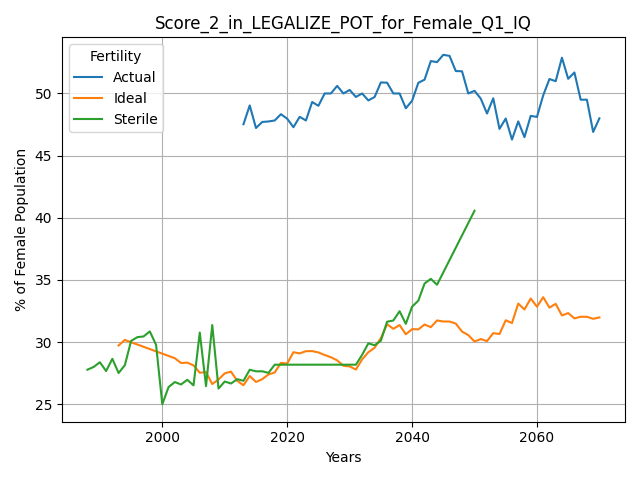 Score_2_in_LEGALIZE_POT_for_Female_Q1_IQ
Fertility
Actual
Ideal
Sterile
% of Female Population
50
45
40
35
30
25
2000
2020
2040
2060
Years